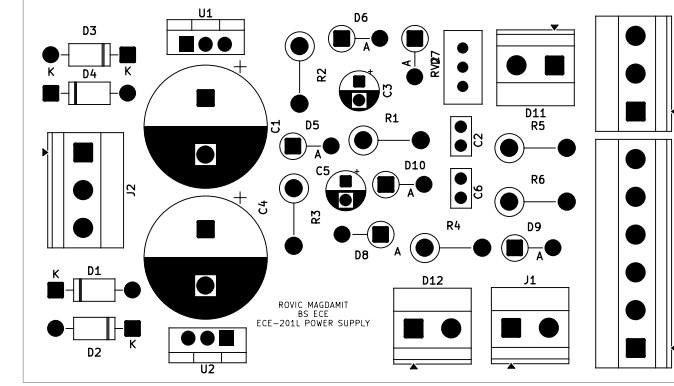 U1
D6
D3
A
K
K
R2
A
RV2
D7
D4
C3
D11
C1
D5
R1
C2
R5
A
J2
C5
D10
A
C6
R6
C4
R3
R4
D9
D8
A
A
K
D1
D12
J1
ROVIC MAGDAMIT
BS ECE
ECE-201L POWER SUPPLY
D2
K
U2